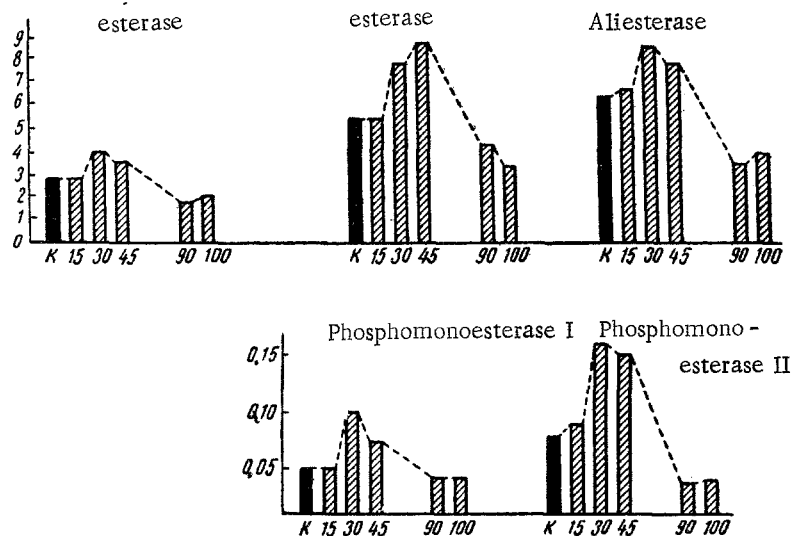 esterase esterase Aliesterase
9
8
7
6
5
4
3
2
1
0
K 15 30 45 90 100 K 15 30 45 90 100 K 15 30 45 90 100
Phosphomonoesterase I Phosphomono-
esterase II
0,15
0,10
0,05
K 15 30 45 90 100 K 15 30 45 90 100